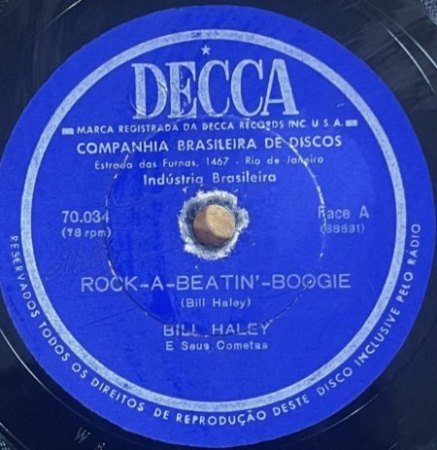 DECCA
MARCA REGISTRADA DA DECCA RECORDS INC. U.S.A.
COMPANHIA BRASILEIRA DE DISCOS
Estrada das Furnas, 1467 - Rio de Janeiro
Indústria Brasileira
70.034
(78 rpm)
Face A
(88691)
ROCK-A-BEATIN'-BOOGIE
(Bill Haley)
BILL HALEY
E Seus Cometas
RESERVADOS TODOS OS DIREITOS DE REPRODUÇÃO DESTE DISCO INCLUSIVE PELO RÁDIO